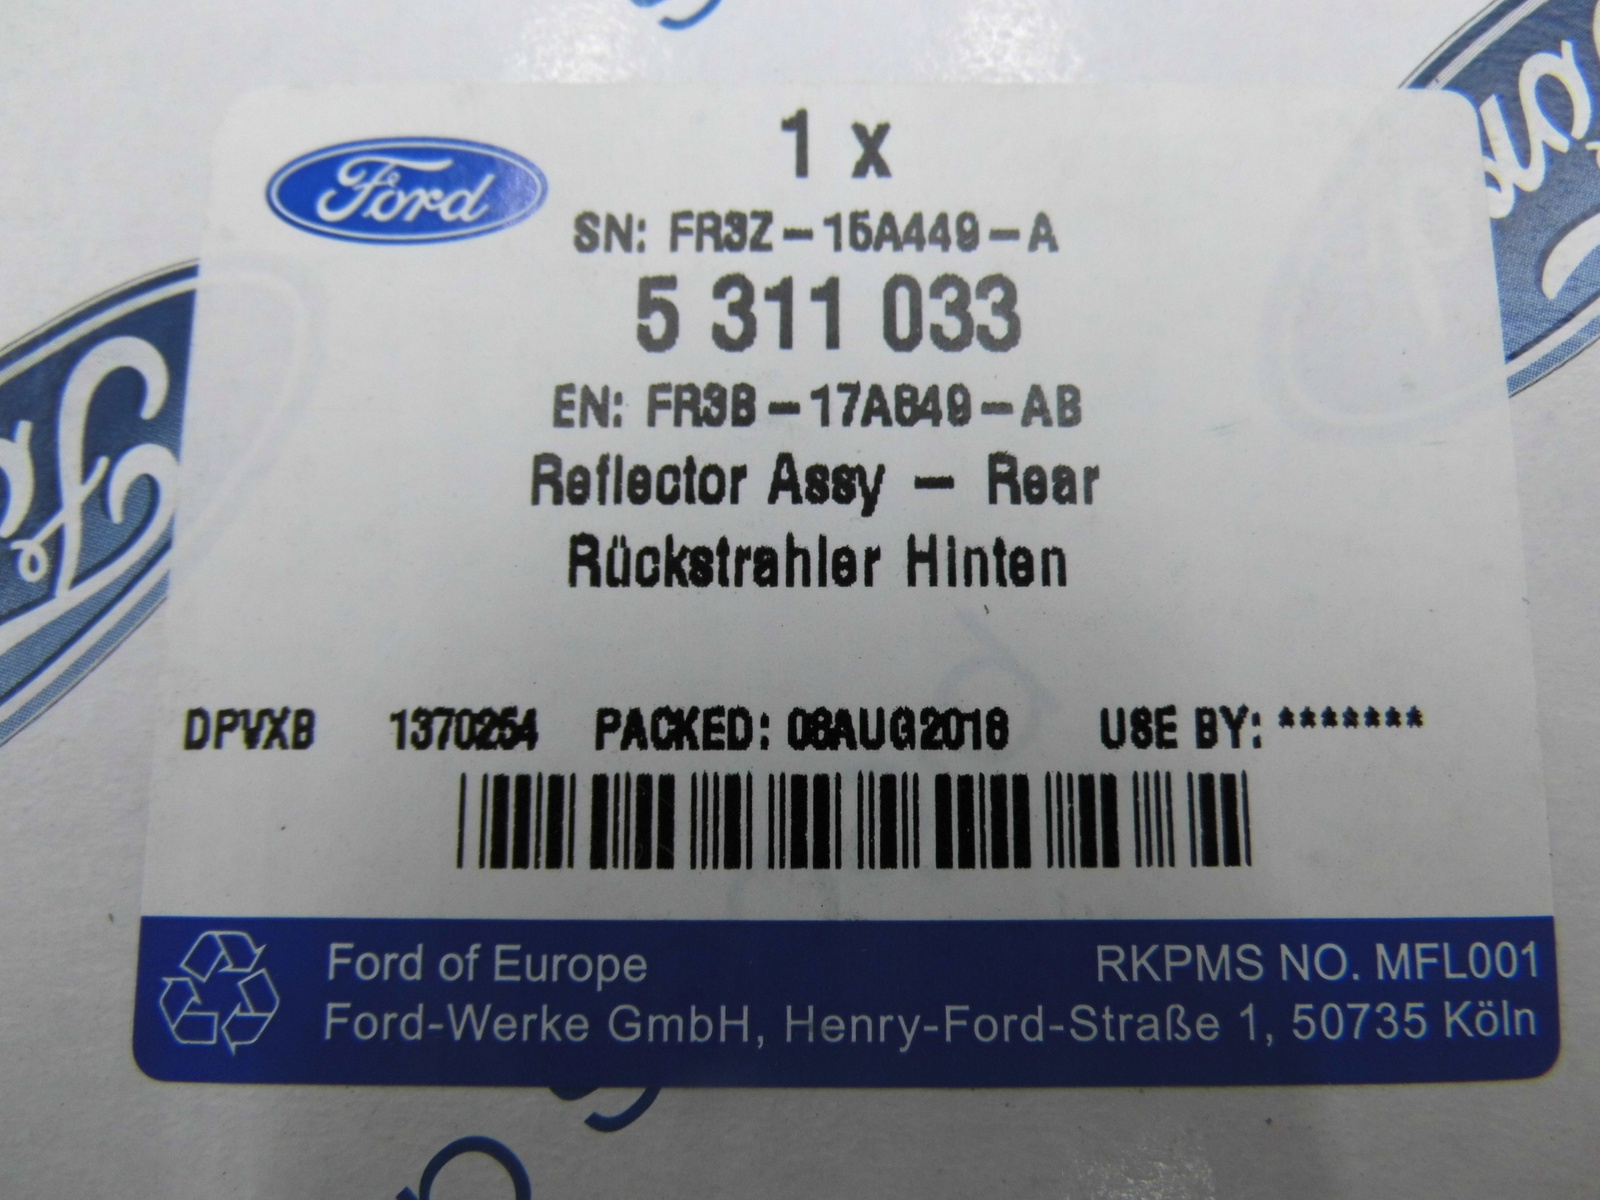 Ford
1 x
SN: FR3Z-15A449-A
5 311 033
EN: FR3B-17A849-AB
Reflector Assy - Rear
Rückstrahler Hinten
DPVXB 1370254 PACKED: 08AUG2018 USE BY: *******
Ford of Europe RKPMS NO. MFL001
Ford-Werke GmbH, Henry-Ford-Straße 1, 50735 Köln